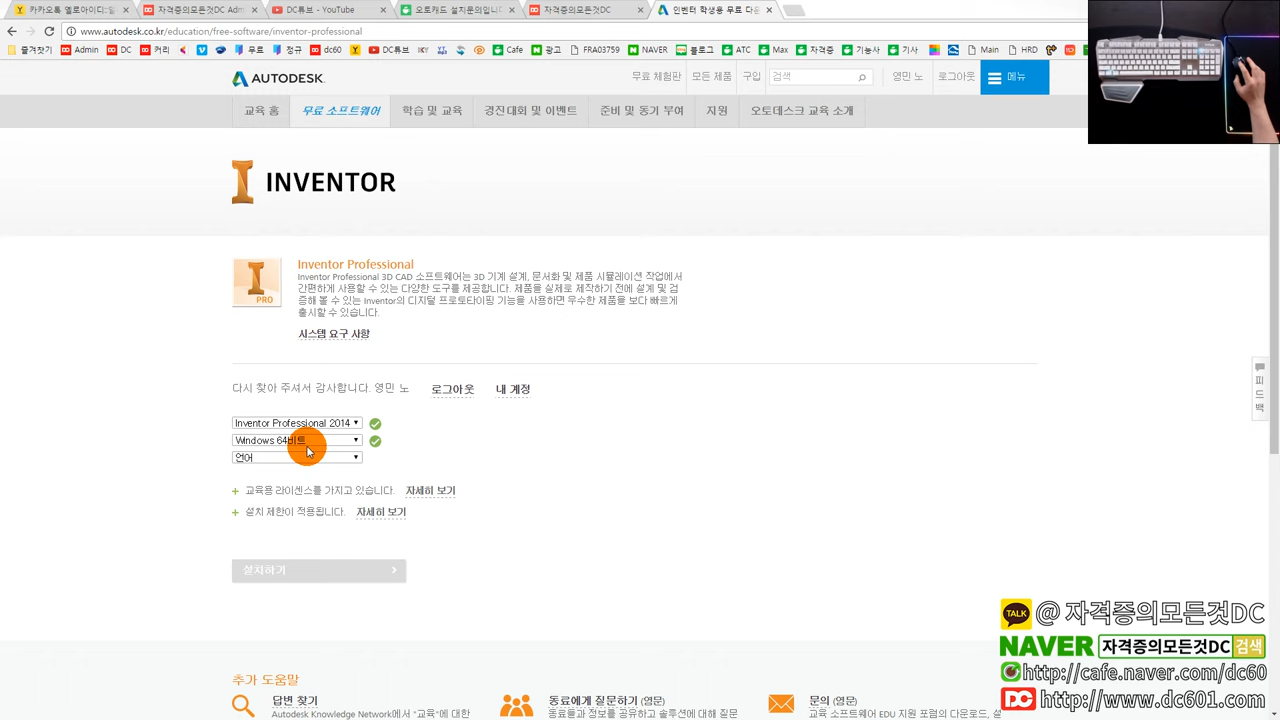 카카오톡 옐로아이디:일
자격증의모든것DC Adm
DC튜브 - YouTube
오토캐드 설치문의입니
자격증의모든것DC
인벤터 학생용 무료 다운
www.autodesk.co.kr/education/free-software/inventor-professional
즐겨찾기 Admin DC 커리 우투 정규 dc60 DC튜브 Cafe 광고 FRA03759 NAVER 블로그 ATC Max 자격증 기능사 기사 Main HRD
AUTODESK.
무료 체험판 모든 제품 구입 검색 영민 노 로그아웃 메뉴
교육 홈 무료 소프트웨어 학습 및 교육 경진대회 및 이벤트 준비 및 동기 부여 지원 오토데스크 교육 소개
INVENTOR
PRO
Inventor Professional
Inventor Professional 3D CAD 소프트웨어는 3D 기계 설계, 문서화 및 제품 시뮬레이션 작업에서
간편하게 사용할 수 있는 다양한 도구를 제공합니다. 제품을 실제로 제작하기 전에 설계 및 검
증해 볼 수 있는 Inventor의 디지털 프로토타이핑 기능을 사용하면 우수한 제품을 보다 빠르게
출시할 수 있습니다.
시스템 요구 사항
다시 찾아 주셔서 감사합니다. 영민 노 로그아웃 내 계정
Inventor Professional 2014
Windows 64비트
언어
+ 교육용 라이센스를 가지고 있습니다. 자세히 보기
+ 설치 제한이 적용됩니다. 자세히 보기
설치하기
피드백
추가 도움말
답변 찾기
Autodesk Knowledge Network에서 "교육"에 대한
동료에게 질문하기 (영문)
동료들과 정보를 공유하고 솔루션에 대해 질문
문의 (영문)
교육 소프트웨어 EDU 지원 포럼의 다운로드, 설
TALK @ 자격증의모든것DC
NAVER 자격증의모든것DC 검색
http://cafe.naver.com/dc60
DC http://www.dc601.com